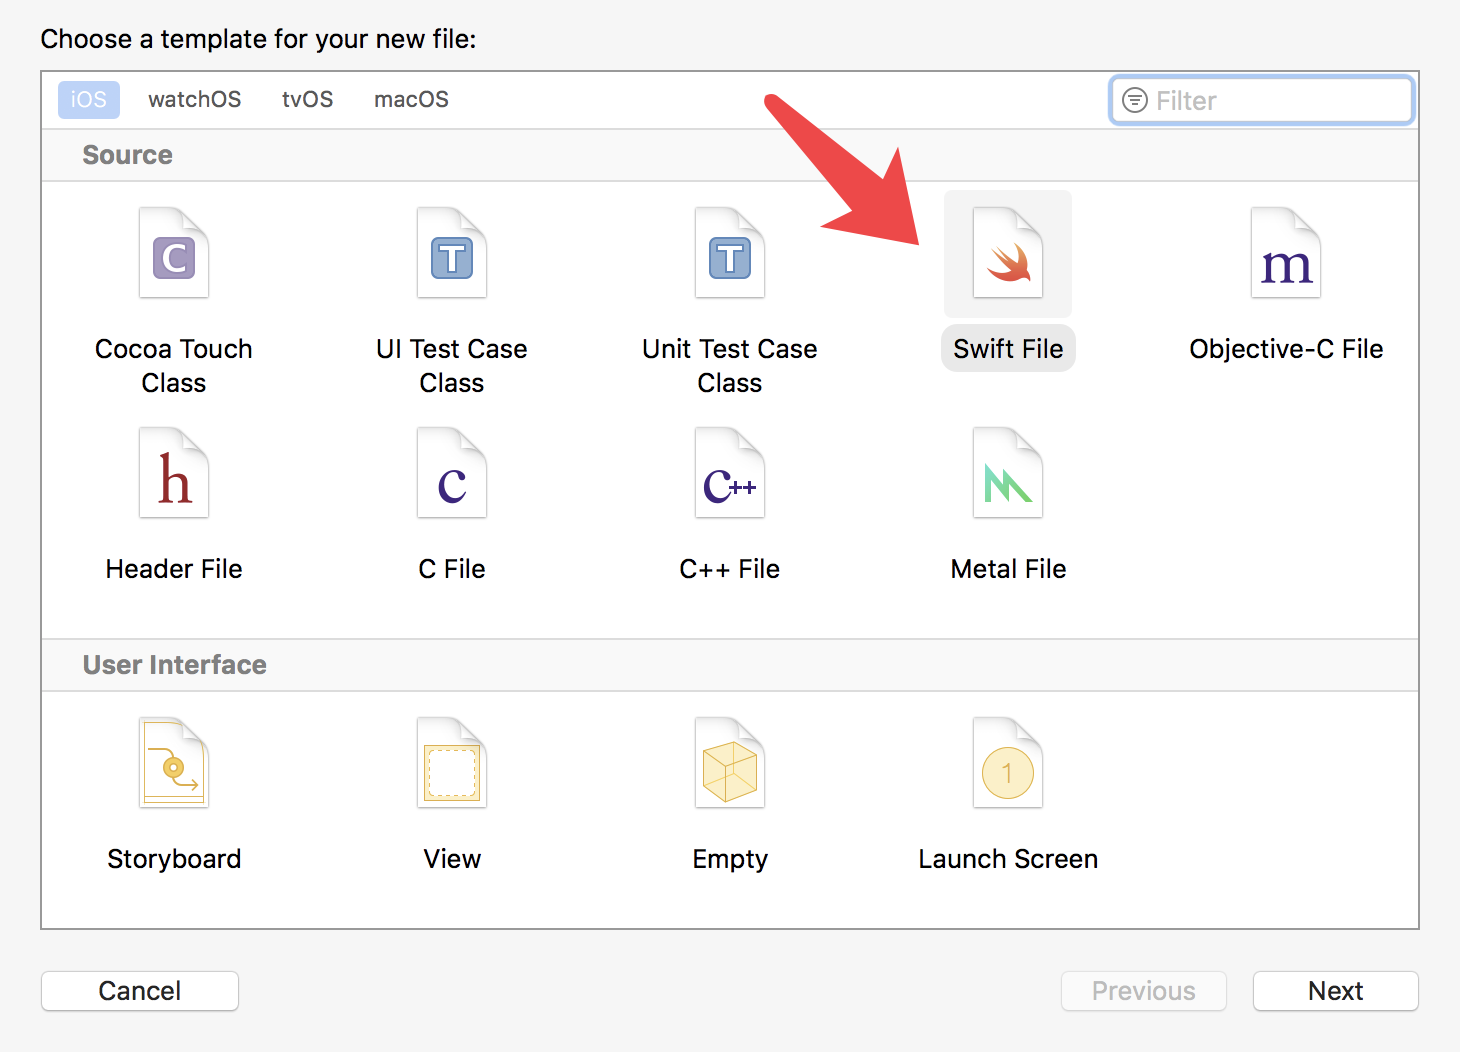 Choose a template for your new file:
iOS watchOS tvOS macOS Filter
Source
C T T m
Cocoa Touch Class
UI Test Case Class
Unit Test Case Class
Swift File
Objective-C File
h c C++
Header File
C File
C++ File
Metal File
User Interface
1
Storyboard
View
Empty
Launch Screen
Cancel Previous Next